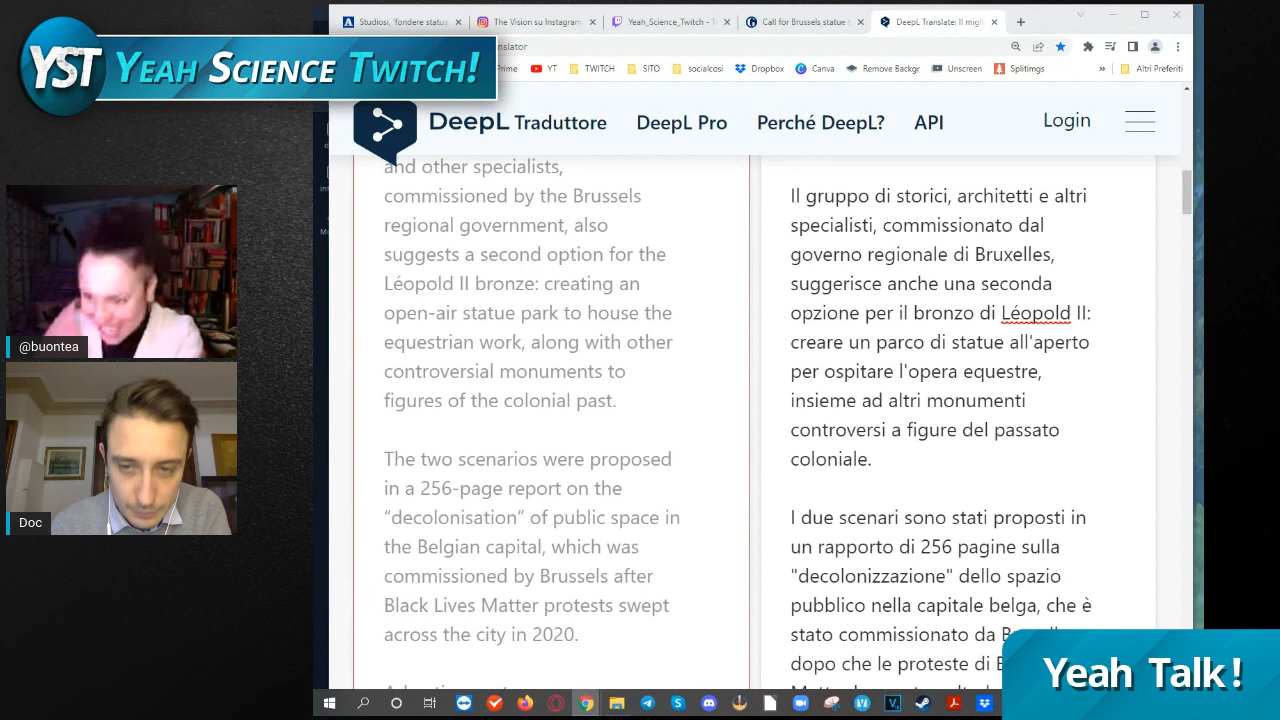 YST YEAH SCIENCE TWITCH!
Studiosi, 'fondere statu
The Vision su Instagram
Yeah_Science_Twitch - T
Call for Brussels statue
DeepL Translate: Il migli
nslator
rime
YT
TWITCH
SITO
socialcosi
Dropbox
Canva
Remove Backgr
Unscreen
Splitimgs
»
Altri Preferiti
DeepL Traduttore
DeepL Pro
Perché DeepL?
API
Login
and other specialists,
commissioned by the Brussels
regional government, also
suggests a second option for the
Léopold II bronze: creating an
open-air statue park to house the
equestrian work, along with other
controversial monuments to
figures of the colonial past.
The two scenarios were proposed
in a 256-page report on the
“decolonisation” of public space in
the Belgian capital, which was
commissioned by Brussels after
Black Lives Matter protests swept
across the city in 2020.
Il gruppo di storici, architetti e altri
specialisti, commissionato dal
governo regionale di Bruxelles,
suggerisce anche una seconda
opzione per il bronzo di Léopold II:
creare un parco di statue all'aperto
per ospitare l'opera equestre,
insieme ad altri monumenti
controversi a figure del passato
coloniale.
I due scenari sono stati proposti in
un rapporto di 256 pagine sulla
"decolonizzazione" dello spazio
pubblico nella capitale belga, che è
stato commissionato da
dopo che le proteste di
@buontea
Doc
Yeah Talk!